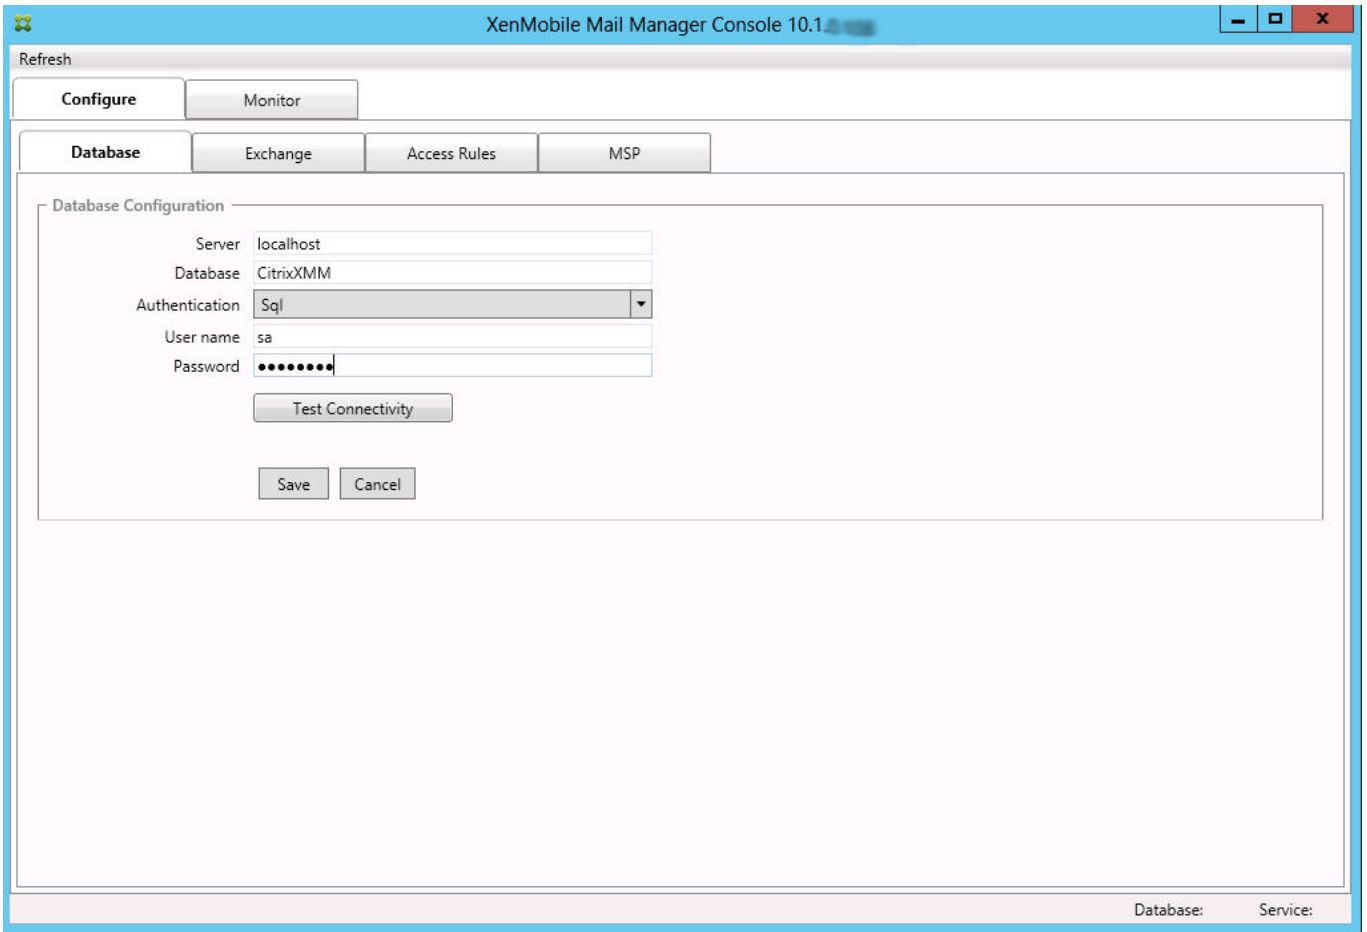 XenMobile Mail Manager Console 10.1
Refresh
Configure Monitor
Database Exchange Access Rules MSP
Database Configuration
Server localhost
Database CitrixXMM
Authentication Sql
User name sa
Password ••••••••
Test Connectivity
Save Cancel
Database: Service: